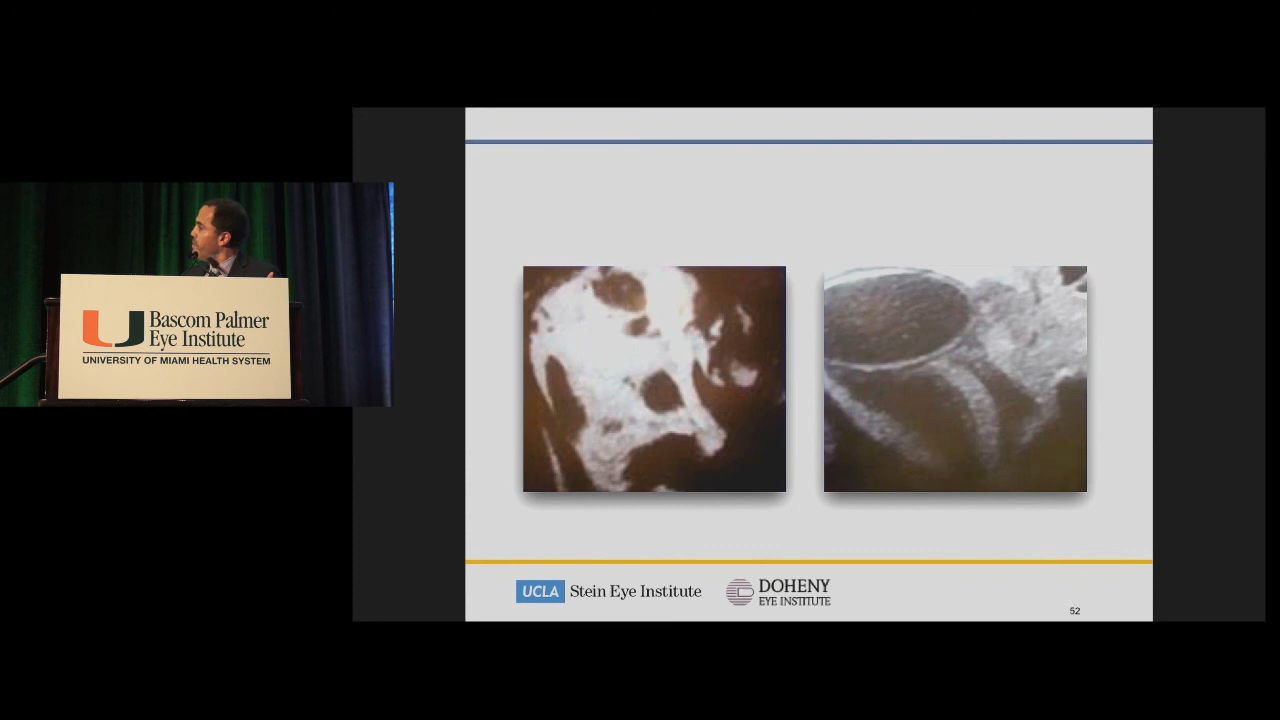 Bascom Palmer
Eye Institute
UNIVERSITY OF MIAMI HEALTH SYSTEM
UCLA Stein Eye Institute
DOHENY
EYE INSTITUTE
52